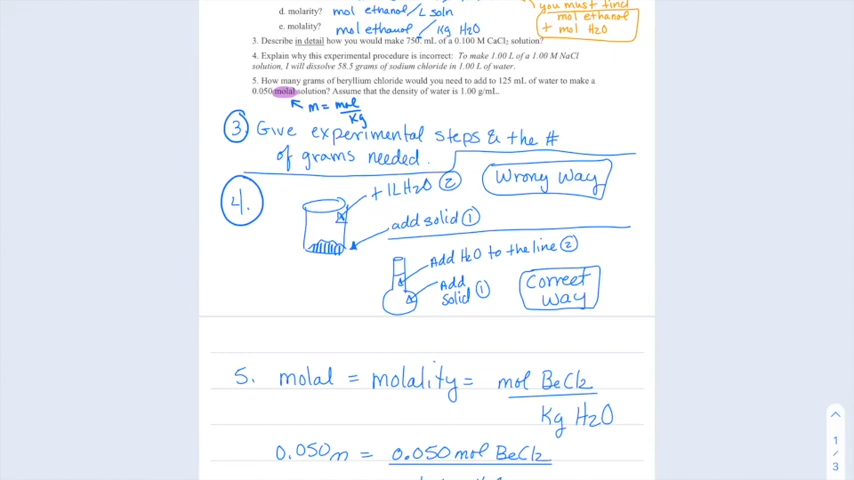 d. molarity? mol ethanol / L soln
you must find
mol ethanol
+ mol H2O
e. molality? mol ethanol / Kg H2O
3. Describe in detail how you would make 750. mL of a 0.100 M CaCl2 solution?
4. Explain why this experimental procedure is incorrect: To make 1.00 L of a 1.00 M NaCl
solution, I will dissolve 58.5 grams of sodium chloride in 1.00 L of water.
5. How many grams of beryllium chloride would you need to add to 125 mL of water to make a
0.050 molal solution? Assume that the density of water is 1.00 g/mL.
m = mol
Kg
3. Give experimental steps & the #
of grams needed.
4.
+ 1L H2O 2
Wrong Way
add solid 1
Add H2O to the line 2
Add
Solid 1
Correct
Way
5. molal = molality = mol BeCl2
Kg H2O
0.050m = 0.050 mol BeCl2
1
/
3